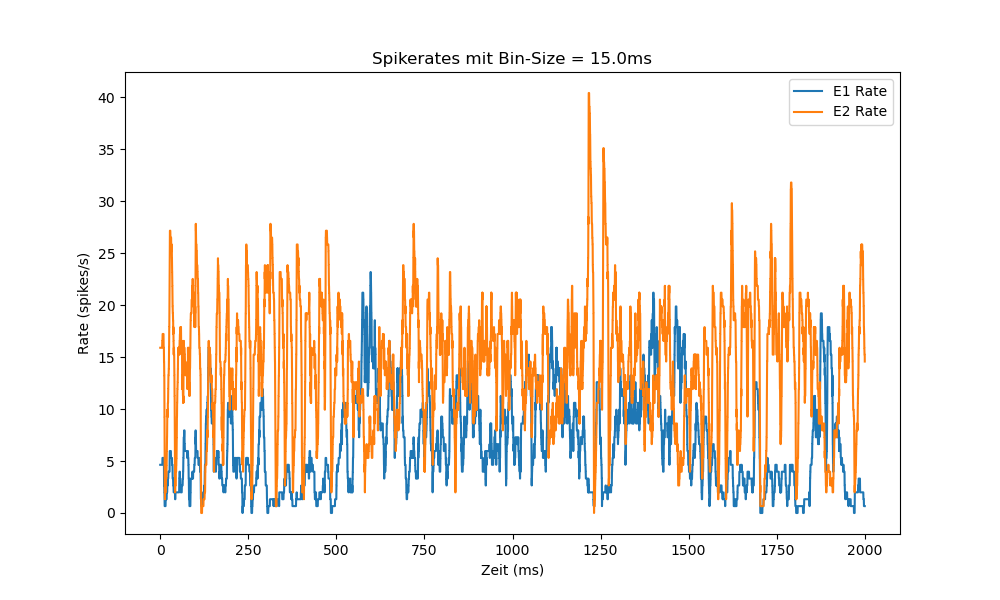 Spikerates mit Bin-Size = 15.0ms
E1 Rate
E2 Rate
40
35
30
25
20
15
10
5
0
Rate (spikes/s)
0 250 500 750 1000 1250 1500 1750 2000
Zeit (ms)